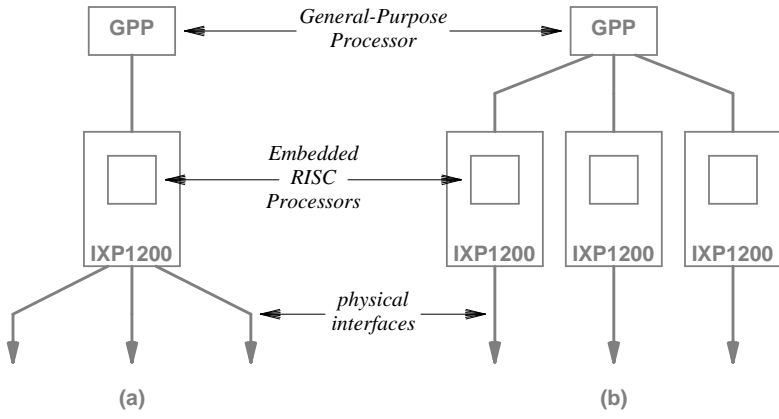 GPP
General-Purpose
Processor
GPP
Embedded
RISC
Processors
IXP1200
IXP1200
IXP1200
IXP1200
physical
interfaces
(a)
(b)